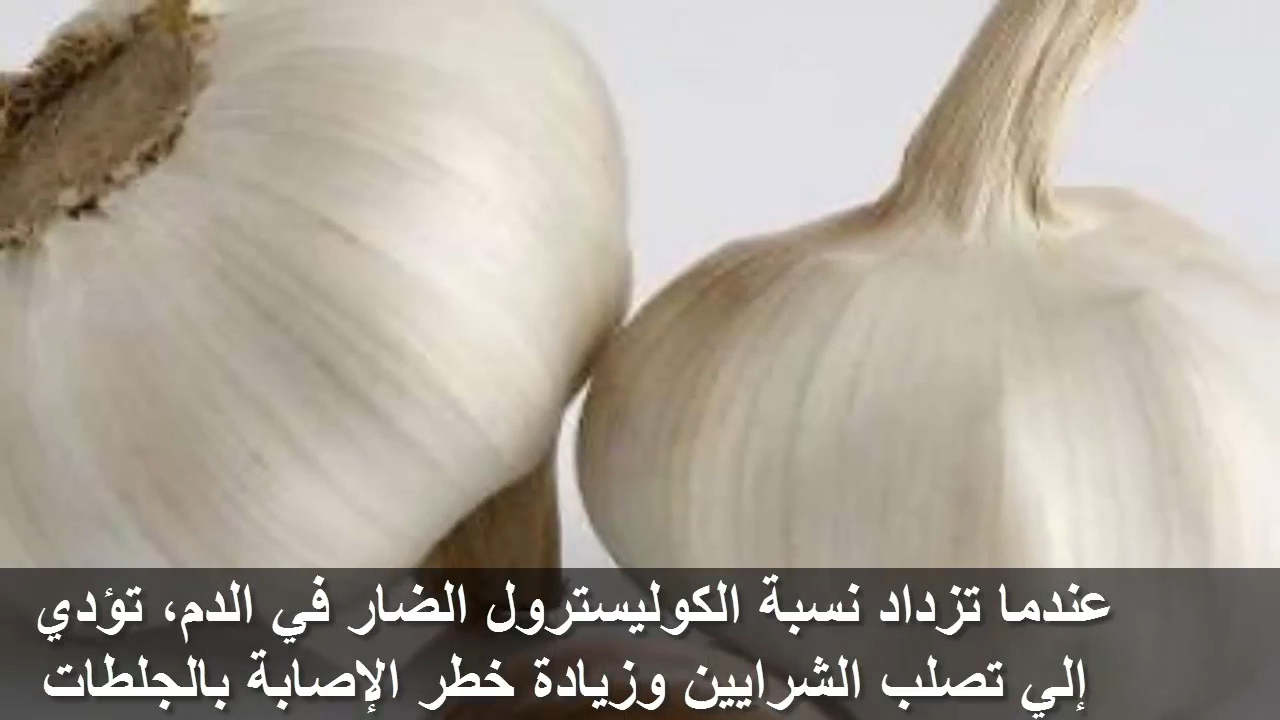 عندما تزداد نسبة الكوليسترول الضار في الدم، تؤدي
إلي تصلب الشرايين وزيادة خطر الإصابة بالجلطات